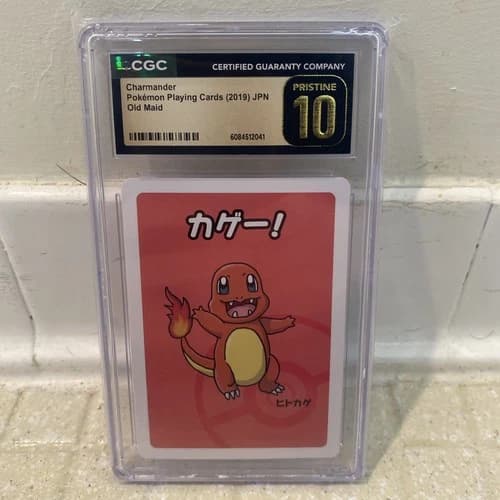 CGC
CERTIFIED GUARANTY COMPANY
Charmander
Pokémon Playing Cards (2019) JPN
Old Maid
PRISTINE
10
6084512041
カゲー!
ヒトカゲ